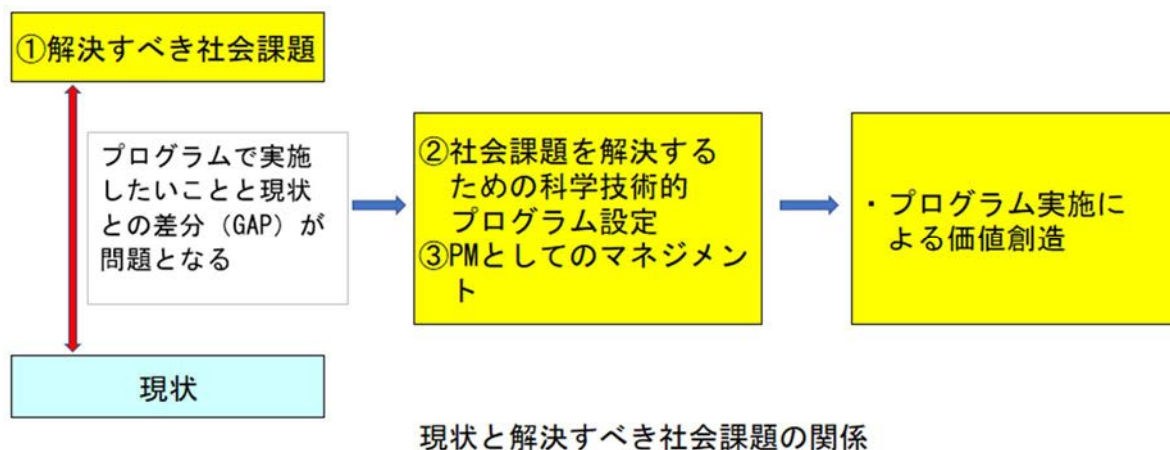 ①解決すべき社会課題
プログラムで実施
したいことと現状
との差分（GAP）が
問題となる
②社会課題を解決する
ための科学技術的
プログラム設定
③PMとしてのマネジメン
ト
・プログラム実施に
よる価値創造
現状
現状と解決すべき社会課題の関係